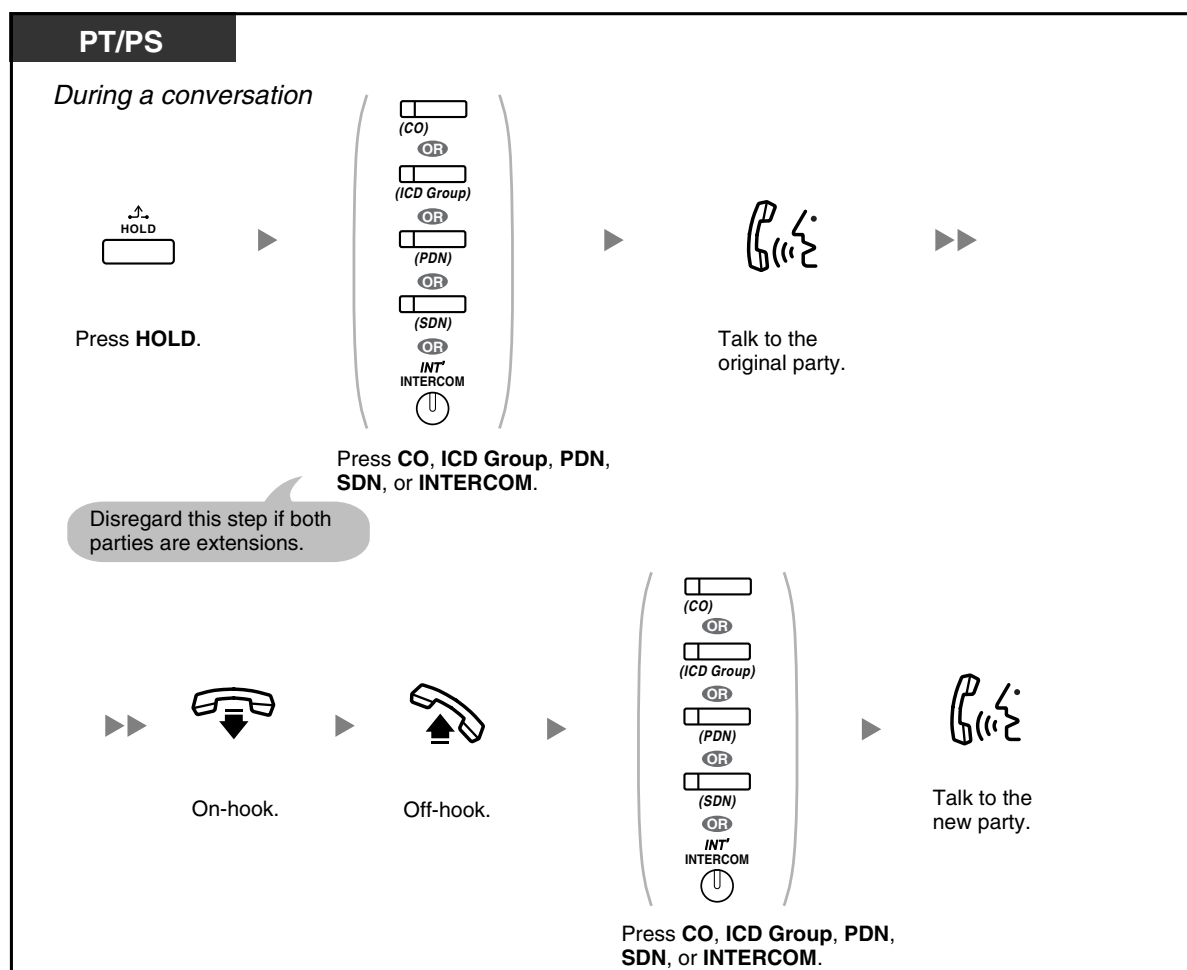 PT/PS
During a conversation
(CO)
OR
(ICD Group)
OR
(PDN)
OR
(SDN)
OR
INT'
INTERCOM
HOLD
Press HOLD.
Press CO, ICD Group, PDN,
SDN, or INTERCOM.
Talk to the
original party.
Disregard this step if both
parties are extensions.
On-hook.
Off-hook.
(CO)
OR
(ICD Group)
OR
(PDN)
OR
(SDN)
OR
INT'
INTERCOM
Press CO, ICD Group, PDN,
SDN, or INTERCOM.
Talk to the
new party.